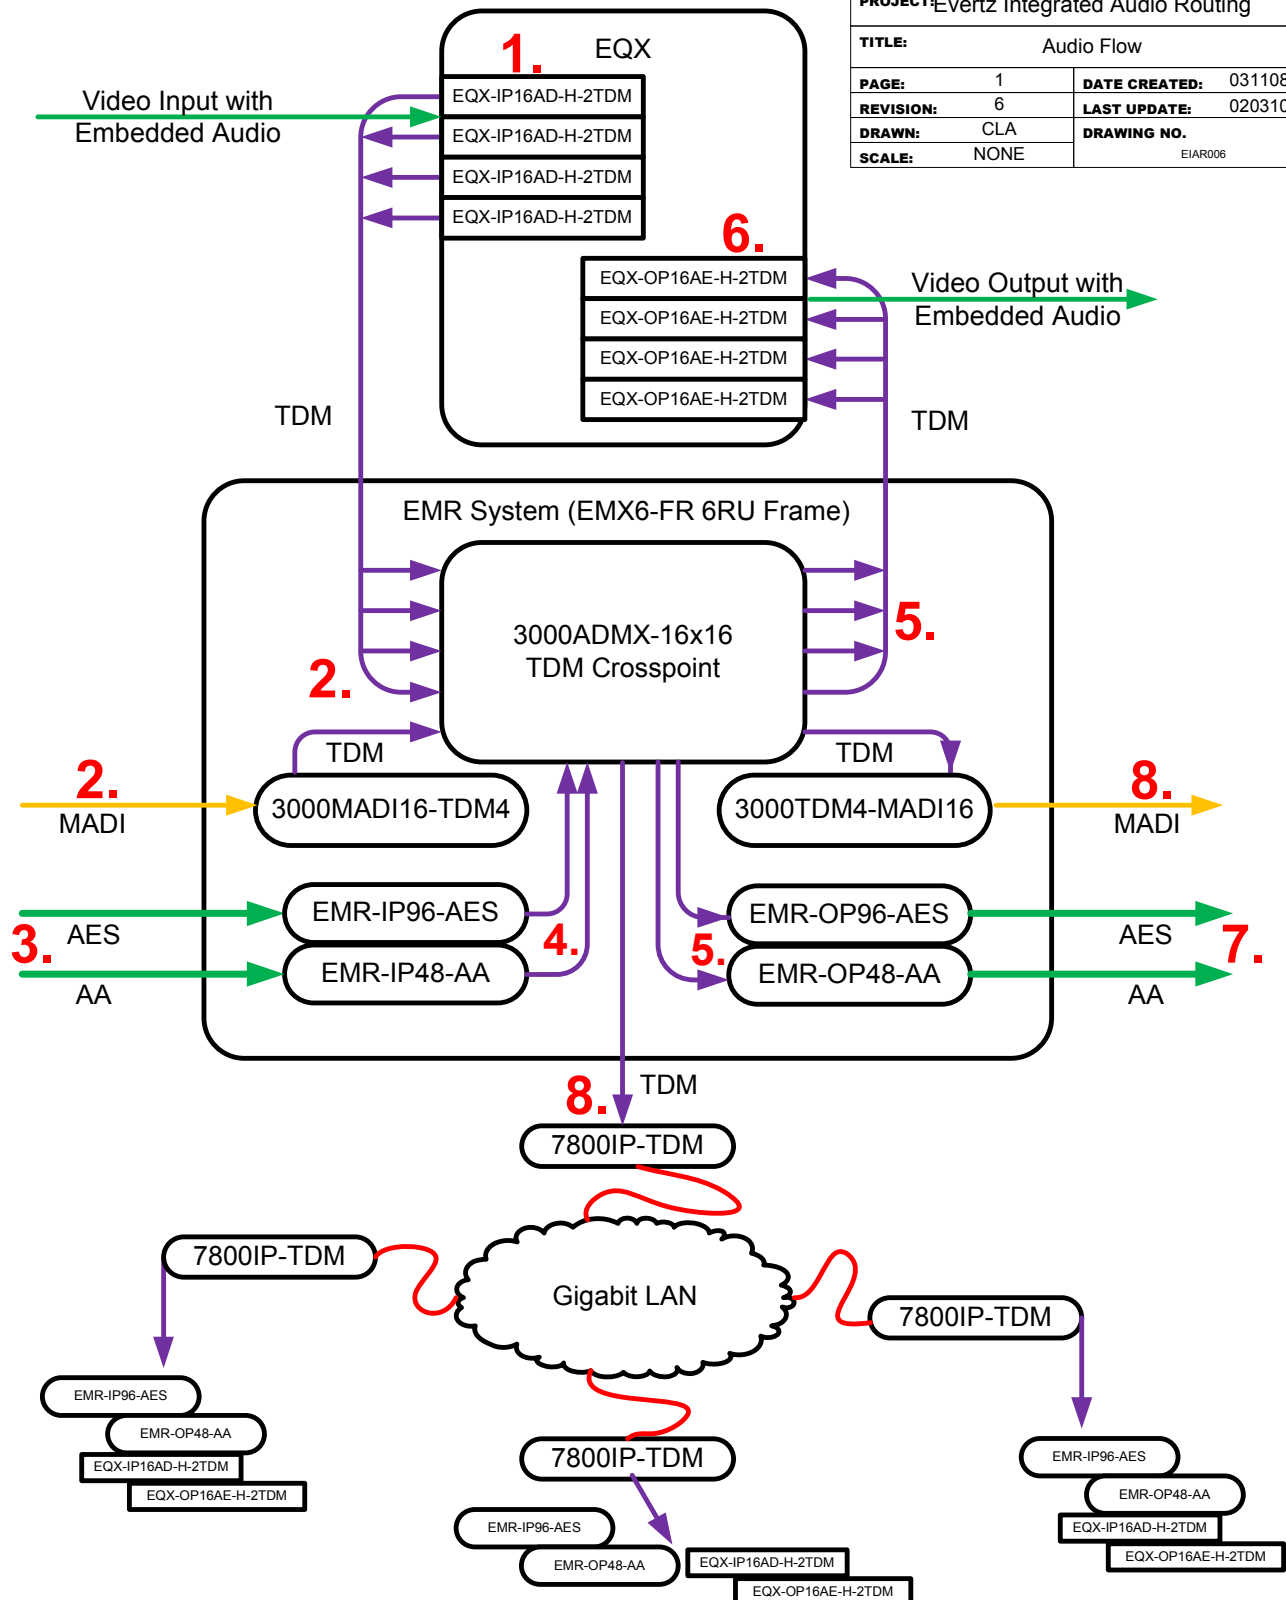 PROJECT: Evertz Integrated Audio Routing
TITLE: Audio Flow
PAGE: 1 DATE CREATED: 031108
REVISION: 6 LAST UPDATE: 020310
DRAWN: CLA DRAWING NO.
SCALE: NONE EIAR006
EQX
1.
Video Input with
Embedded Audio
EQX-IP16AD-H-2TDM
EQX-IP16AD-H-2TDM
EQX-IP16AD-H-2TDM
EQX-IP16AD-H-2TDM
6.
EQX-OP16AE-H-2TDM
EQX-OP16AE-H-2TDM
EQX-OP16AE-H-2TDM
EQX-OP16AE-H-2TDM
Video Output with
Embedded Audio
TDM
TDM
EMR System (EMX6-FR 6RU Frame)
3000ADMX-16x16
TDM Crosspoint
2.
5.
TDM
TDM
2.
MADI
3000MADI16-TDM4
3000TDM4-MADI16
8.
MADI
3.
AES
AA
EMR-IP96-AES
EMR-IP48-AA
4.
5.
EMR-OP96-AES
EMR-OP48-AA
AES
7.
AA
8.
TDM
7800IP-TDM
7800IP-TDM
Gigabit LAN
7800IP-TDM
EMR-IP96-AES
EMR-OP48-AA
EQX-IP16AD-H-2TDM
EQX-OP16AE-H-2TDM
7800IP-TDM
EMR-IP96-AES
EMR-OP48-AA
EQX-IP16AD-H-2TDM
EQX-OP16AE-H-2TDM
EMR-IP96-AES
EMR-OP48-AA
EQX-IP16AD-H-2TDM
EQX-OP16AE-H-2TDM